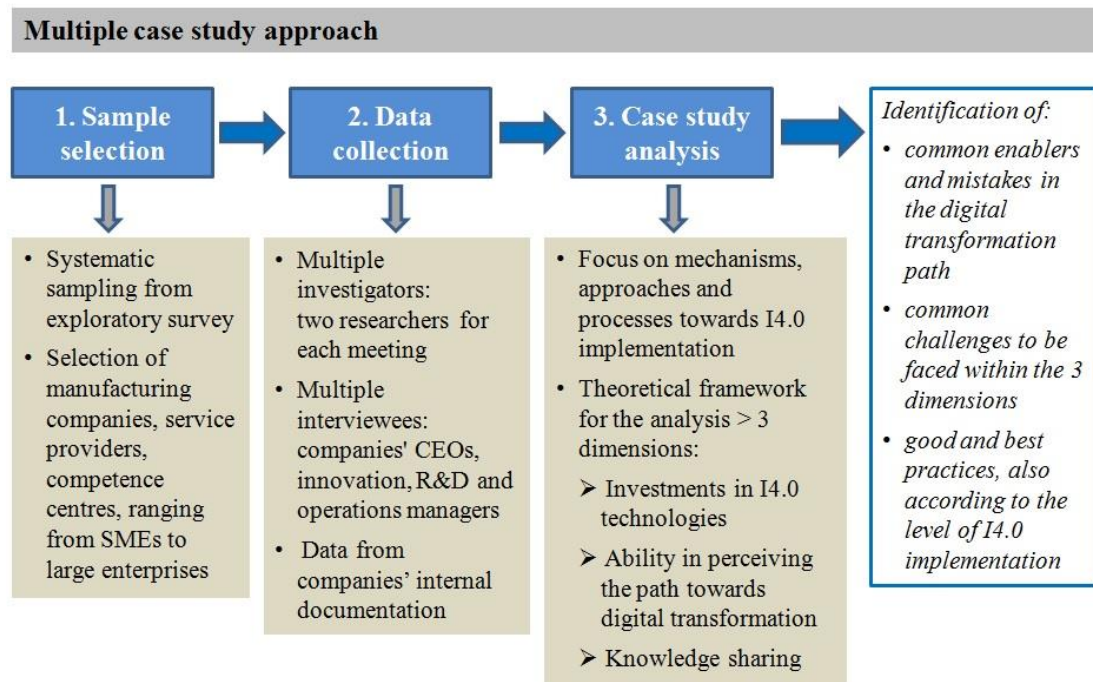 Multiple case study approach
1. Sample
selection
2. Data
collection
3. Case study
analysis
• Systematic
sampling from
exploratory survey
• Selection of
manufacturing
companies, service
providers,
competence
centres, ranging
from SMEs to
large enterprises
• Multiple
investigators:
two researchers for
each meeting
• Multiple
interviewees:
companies' CEOs,
innovation, R&D and
operations managers
• Data from
companies’ internal
documentation
• Focus on mechanisms,
approaches and
processes towards I4.0
implementation
• Theoretical framework
for the analysis > 3
dimensions:
➢ Investments in I4.0
technologies
➢ Ability in perceiving
the path towards
digital transformation
➢ Knowledge sharing
Identification of:
• common enablers
and mistakes in
the digital
transformation
path
• common
challenges to be
faced within the 3
dimensions
• good and best
practices, also
according to the
level of I4.0
implementation